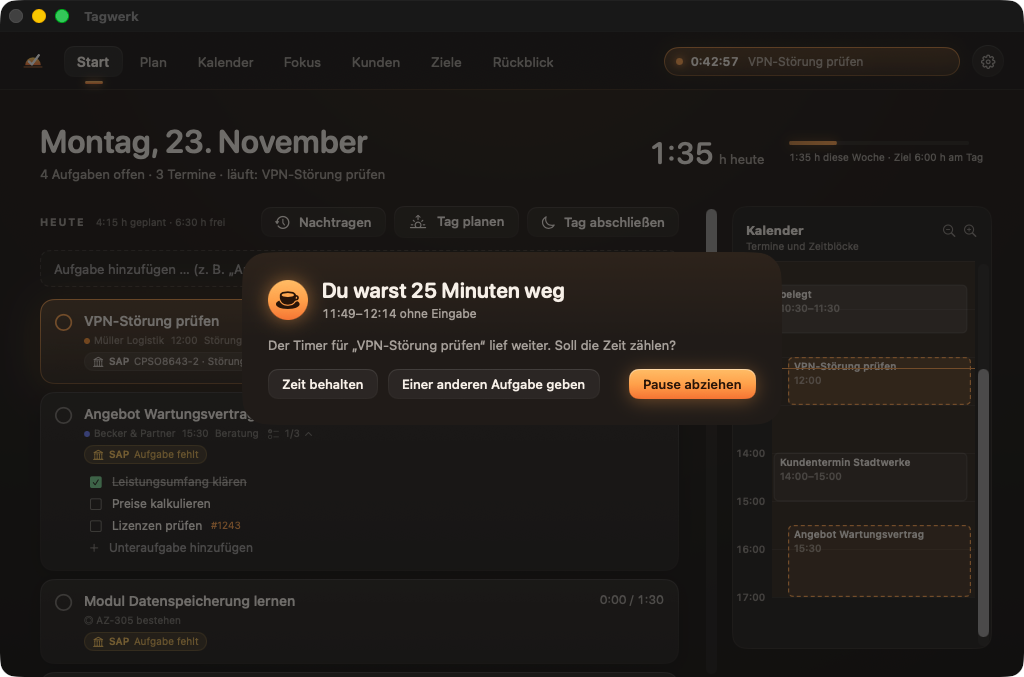 Tagwerk
Start
Plan
Kalender
Fokus
Kunden
Ziele
Rückblick
0:42:57 VPN-Störung prüfen
Montag, 23. November
4 Aufgaben offen · 3 Termine · läuft: VPN-Störung prüfen
1:35 h heute
1:35 h diese Woche · Ziel 6:00 h am Tag
HEUTE 4:15 h geplant · 6:30 h frei
Nachtragen
Tag planen
Tag abschließen
Aufgabe hinzufügen ... (z. B. „A
VPN-Störung prüfen
Müller Logistik 12:00 Störung
SAP CPSO8643-2 · Störun
Angebot Wartungsvertrag
Becker & Partner 15:30 Beratung 1/3
SAP Aufgabe fehlt
Leistungsumfang klären
Preise kalkulieren
Lizenzen prüfen #1243
+ Unteraufgabe hinzufügen
Modul Datenspeicherung lernen
0:00 / 1:30
AZ-305 bestehen
SAP Aufgabe fehlt
Du warst 25 Minuten weg
11:49–12:14 ohne Eingabe
Der Timer für „VPN-Störung prüfen“ lief weiter. Soll die Zeit zählen?
Zeit behalten
Einer anderen Aufgabe geben
Pause abziehen
Kalender
Termine und Zeitblöcke
belegt
10:30–11:30
VPN-Störung prüfen
12:00
14:00
Kundentermin Stadtwerke
14:00–15:00
15:00
Angebot Wartungsvertrag
15:30
16:00
17:00